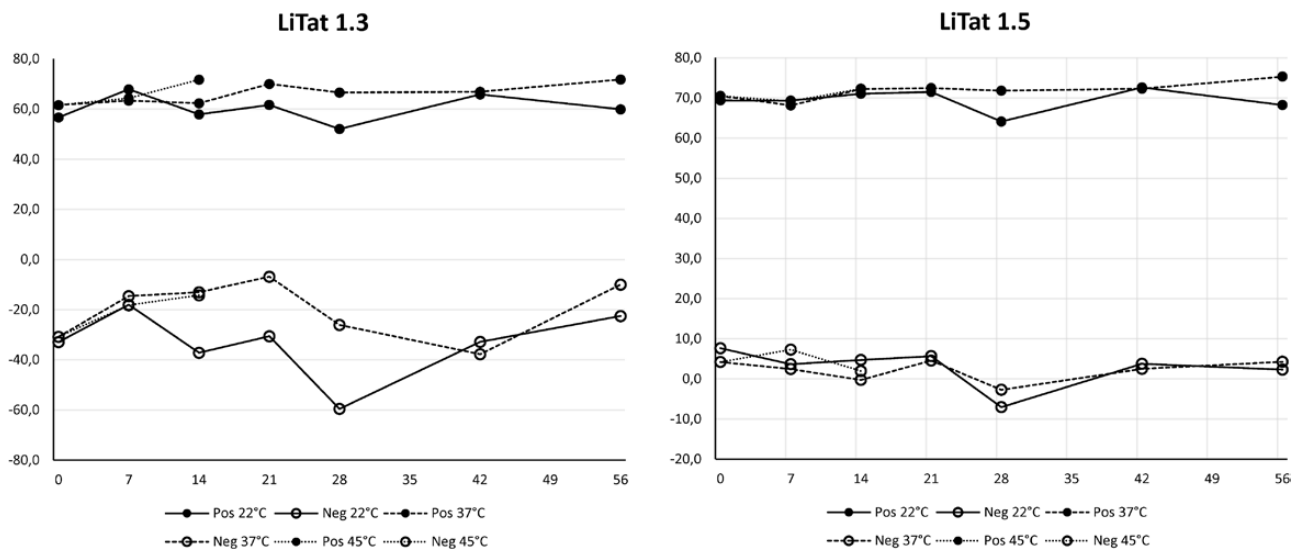 LiTat 1.3
80,0
60,0
40,0
20,0
0,0
-20,0
-40,0
-60,0
-80,0
0 7 14 21 28 35 42 49 56
Pos 22°C Neg 22°C Pos 37°C
Neg 37°C Pos 45°C Neg 45°C
LiTat 1.5
80,0
70,0
60,0
50,0
40,0
30,0
20,0
10,0
0,0
-10,0
-20,0
0 7 14 21 28 35 42 49 56
Pos 22°C Neg 22°C Pos 37°C
Neg 37°C Pos 45°C Neg 45°C